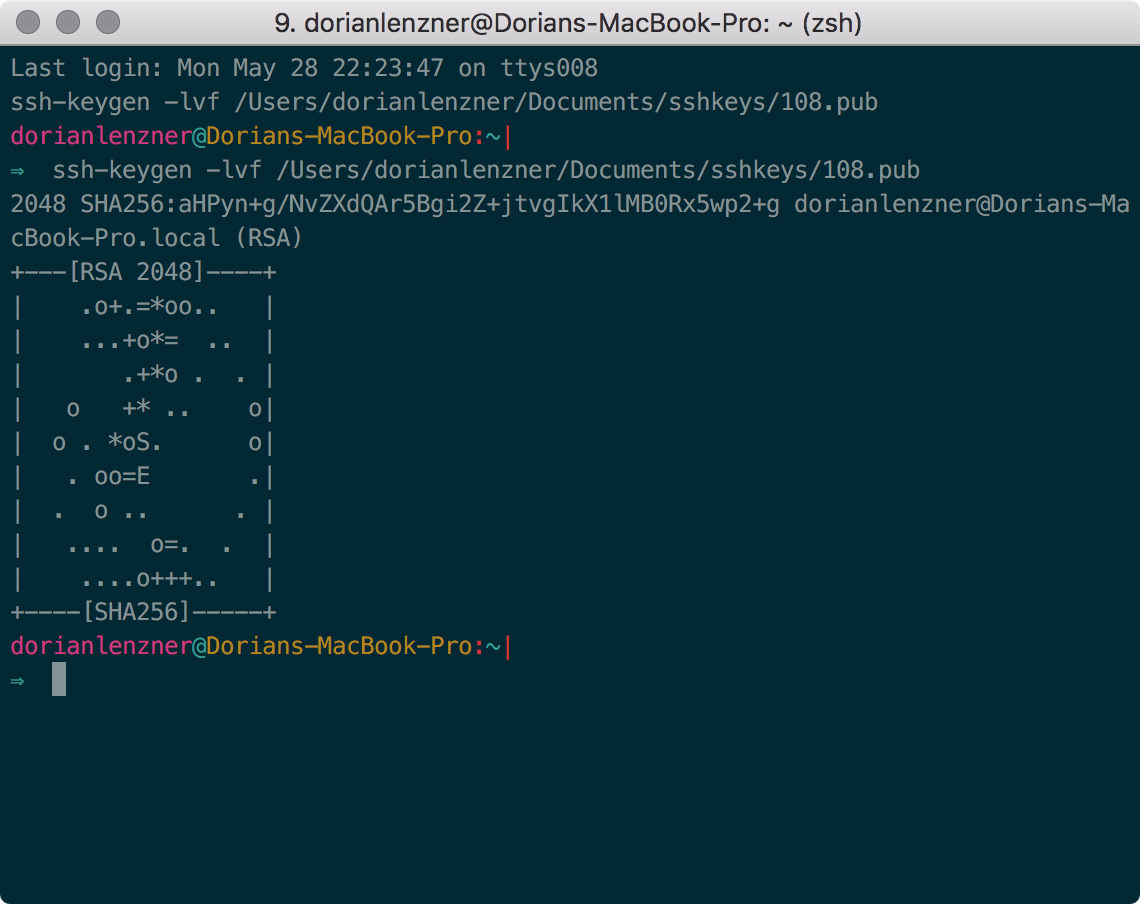 9. dorianlenzner@Dorians-MacBook-Pro: ~ (zsh)
Last login: Mon May 28 22:23:47 on ttys008
ssh-keygen -lvf /Users/dorianlenzner/Documents/sshkeys/108.pub
dorianlenzner@Dorians-MacBook-Pro:~|
⇒  ssh-keygen -lvf /Users/dorianlenzner/Documents/sshkeys/108.pub
2048 SHA256:aHPyn+g/NvZXdQAr5Bgi2Z+jtvgIkX1lMB0Rx5wp2+g dorianlenzner@Dorians-Ma
cBook-Pro.local (RSA)
+---[RSA 2048]----+
|    .o+.=*oo..   |
|    ...+o*=  ..  |
|       .+*o .  . |
|   o   +* ..    o|
|  o . *oS.      o|
|   . oo=E       .|
|  .  o ..      . |
|   ....  o=.  .  |
|    ....o+++..   |
+----[SHA256]-----+
dorianlenzner@Dorians-MacBook-Pro:~|
⇒